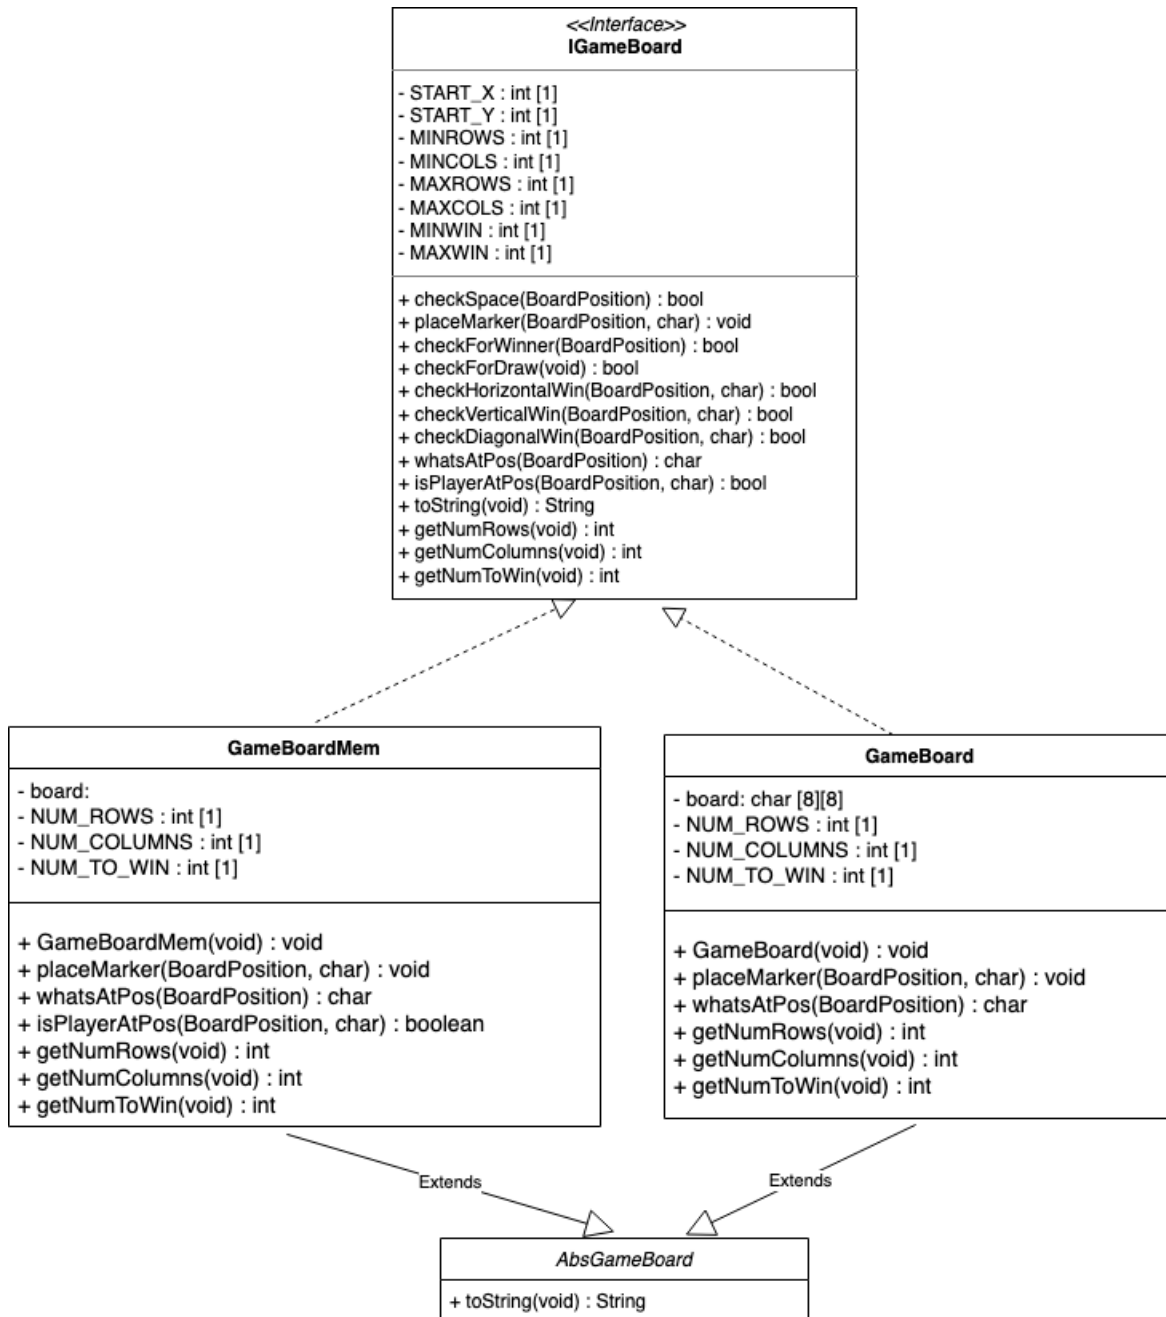 <<Interface>>
IGameBoard
- START_X : int [1]
- START_Y : int [1]
- MINROWS : int [1]
- MINCOLS : int [1]
- MAXROWS : int [1]
- MAXCOLS : int [1]
- MINWIN : int [1]
- MAXWIN : int [1]
+ checkSpace(BoardPosition) : bool
+ placeMarker(BoardPosition, char) : void
+ checkForWinner(BoardPosition) : bool
+ checkForDraw(void) : bool
+ checkHorizontalWin(BoardPosition, char) : bool
+ checkVerticalWin(BoardPosition, char) : bool
+ checkDiagonalWin(BoardPosition, char) : bool
+ whatsAtPos(BoardPosition) : char
+ isPlayerAtPos(BoardPosition, char) : bool
+ toString(void) : String
+ getNumRows(void) : int
+ getNumColumns(void) : int
+ getNumToWin(void) : int
GameBoardMem
- board:
- NUM_ROWS : int [1]
- NUM_COLUMNS : int [1]
- NUM_TO_WIN : int [1]
+ GameBoardMem(void) : void
+ placeMarker(BoardPosition, char) : void
+ whatsAtPos(BoardPosition) : char
+ isPlayerAtPos(BoardPosition, char) : boolean
+ getNumRows(void) : int
+ getNumColumns(void) : int
+ getNumToWin(void) : int
GameBoard
- board: char [8][8]
- NUM_ROWS : int [1]
- NUM_COLUMNS : int [1]
- NUM_TO_WIN : int [1]
+ GameBoard(void) : void
+ placeMarker(BoardPosition, char) : void
+ whatsAtPos(BoardPosition) : char
+ getNumRows(void) : int
+ getNumColumns(void) : int
+ getNumToWin(void) : int
Extends
Extends
AbsGameBoard
+ toString(void) : String